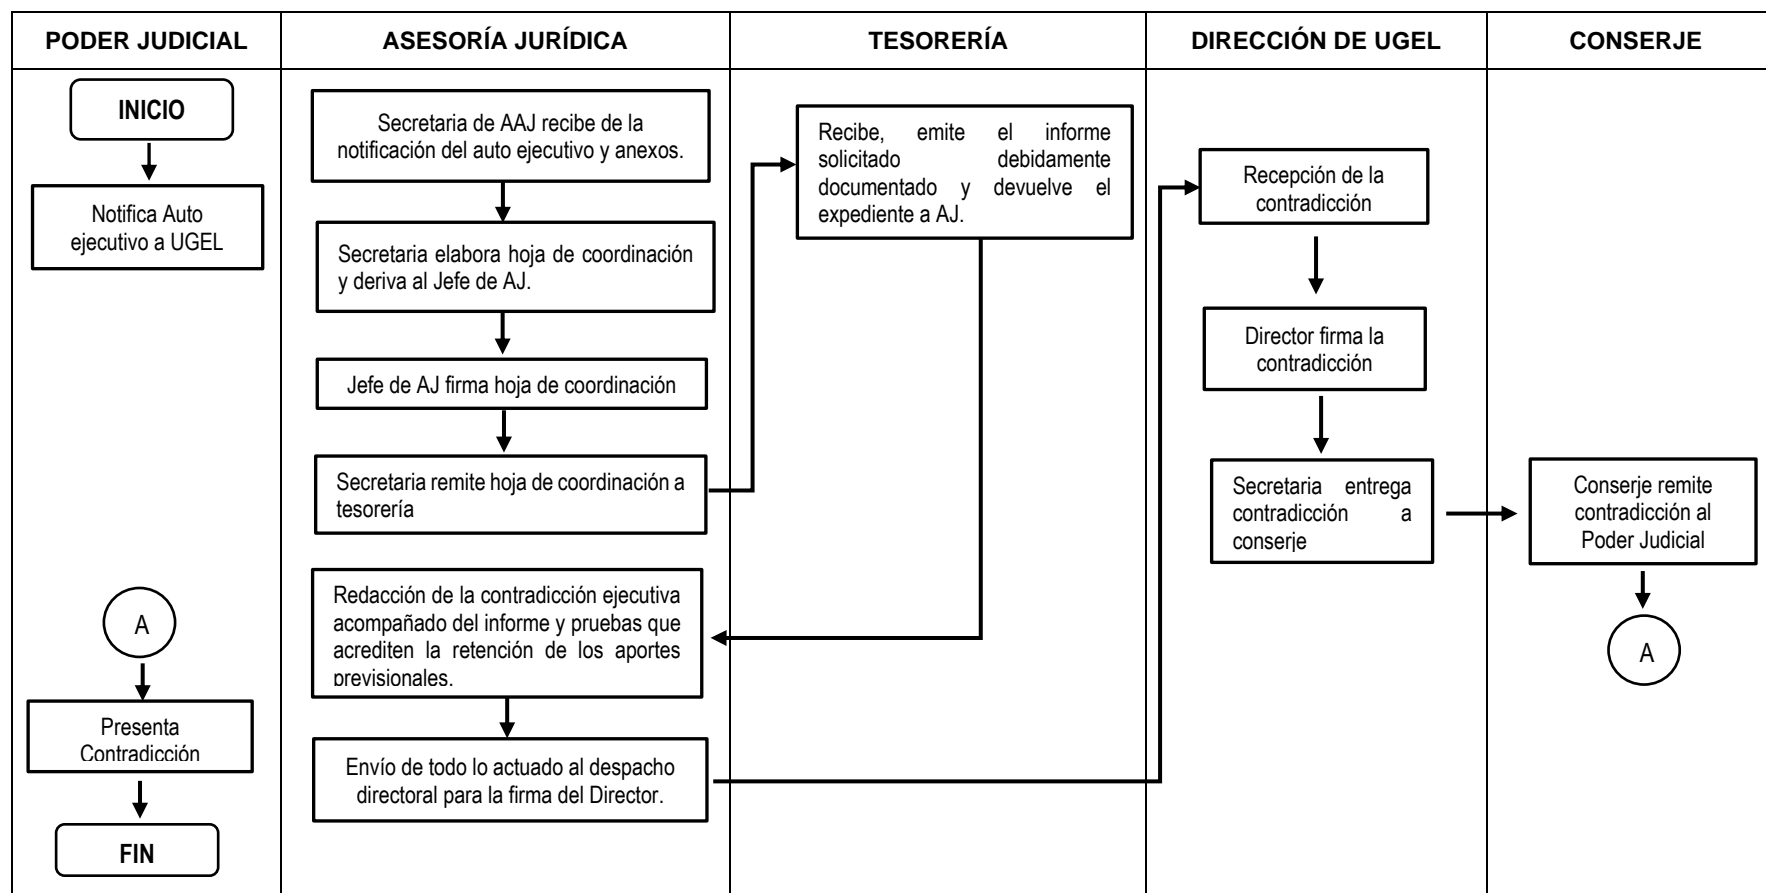 PODER JUDICIAL
ASESORÍA JURÍDICA
TESORERÍA
DIRECCIÓN DE UGEL
CONSERJE
INICIO
Notifica Auto
ejecutivo a UGEL
A
Presenta
Contradicción
FIN
Secretaria de AAJ recibe de la
notificación del auto ejecutivo y anexos.
Secretaria elabora hoja de coordinación
y deriva al Jefe de AJ.
Jefe de AJ firma hoja de coordinación
Secretaria remite hoja de coordinación a
tesorería
Redacción de la contradicción ejecutiva
acompañado del informe y pruebas que
acrediten la retención de los aportes
previsionales.
Envío de todo lo actuado al despacho
directoral para la firma del Director.
Recibe, emite el informe
solicitado debidamente
documentado y devuelve el
expediente a AJ.
Recepción de la
contradicción
Director firma la
contradicción
Secretaria entrega
contradicción a
conserje
Conserje remite
contradicción al
Poder Judicial
A